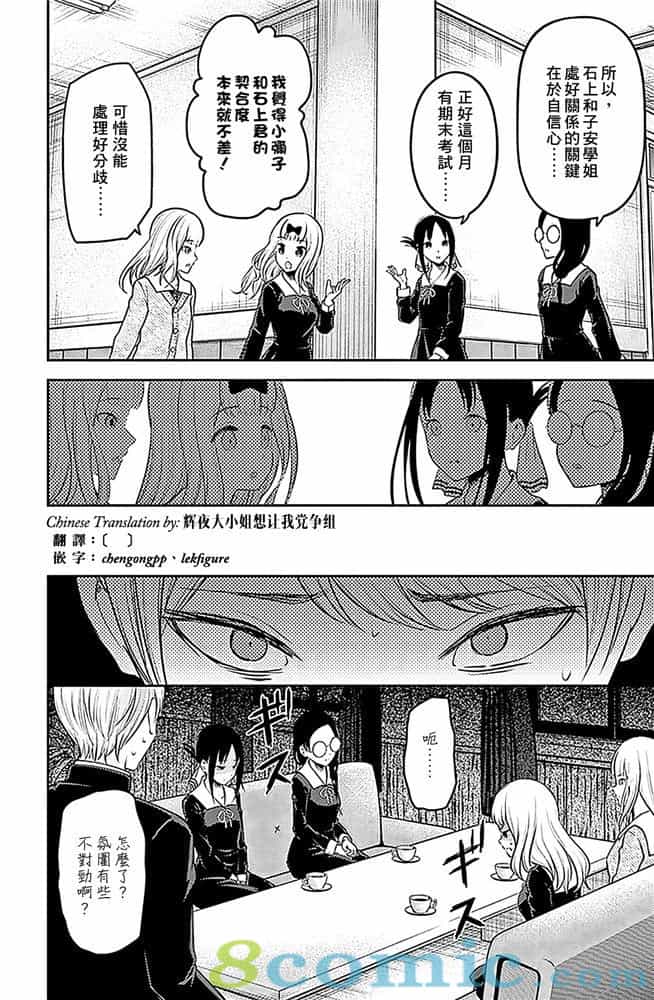 所以，
石上和子安學姐
處好關係的關鍵
在於自信心……
正好這個月
有期末考試……
我覺得小彌子
和石上君的
契合度
本來就不差！
可惜沒能
處理好分歧……
Chinese Translation by: 辉夜大小姐想让我党争组
翻譯：〔　〕
嵌字：chengongpp、lekfigure
ギス
ギス
呃……
怎麼了？
氛圍有些
不對勁啊？
8comic.com